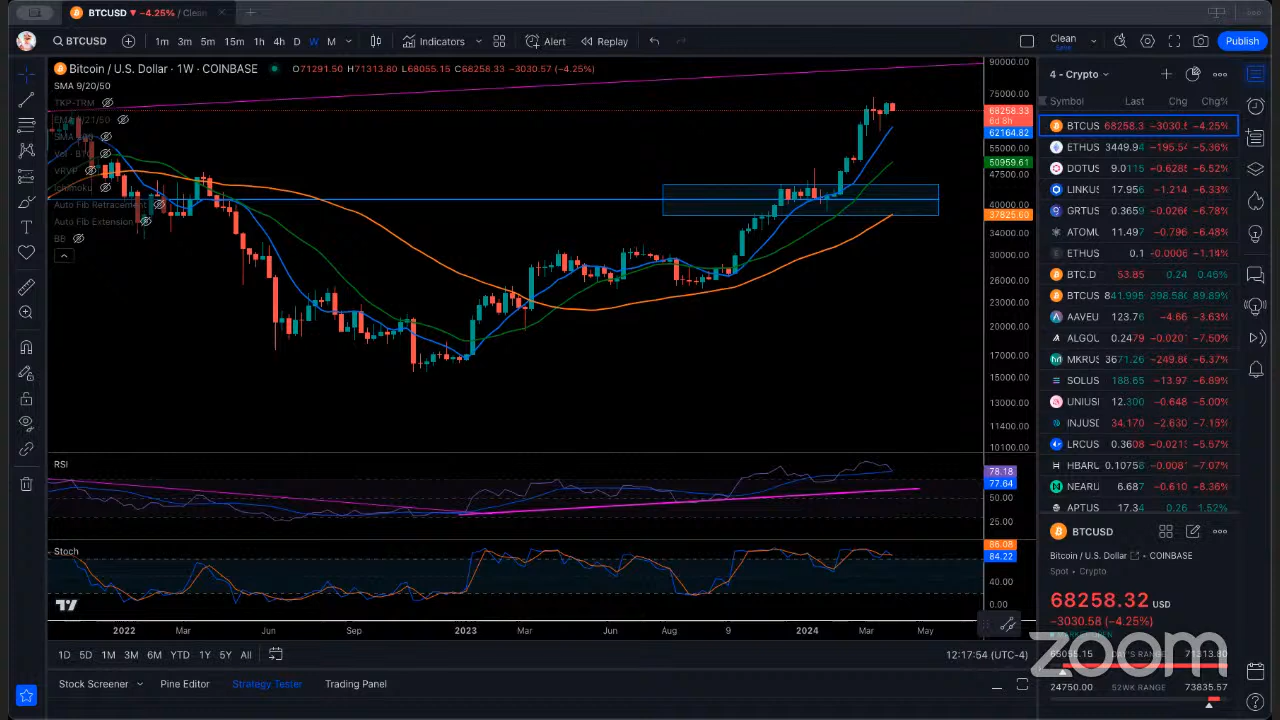 BTCUSD ▼ −4.25% / Clean
BTCUSD 1m 3m 5m 15m 1h 4h D W M Indicators Alert Replay Clean Save Publish
Bitcoin / U.S. Dollar · 1W · COINBASE O71291.50 H71313.80 L68055.15 C68258.33 −3030.57 (−4.25%)
SMA 9/20/50
TKP-TRM
Vol · BTC
VRVP
Ichimoku
Auto Fib Retracement
Auto Fib Extension
BB
90000.00
75000.00
68258.33
6d 8h
62164.82
55000.00
50959.61
47500.00
40000.00
37825.60
34000.00
30000.00
26000.00
23000.00
20000.00
17000.00
15000.00
13000.00
11400.00
10100.00
RSI
78.18
77.64
50.00
25.00
Stoch
86.08
84.22
40.00
0.00
2022 Mar Jun Sep 2023 Mar Jun Aug 9 2024 Mar May
1D 5D 1M 3M 6M YTD 1Y 5Y All 12:17:54 (UTC-4)
Stock Screener Pine Editor Strategy Tester Trading Panel
4 - Crypto
Symbol Last Chg Chg%
BTCUS 68258.3 −3030.5 −4.25%
ETHUS 3449.94 −195.54 −5.36%
DOTUS 9.0115 −0.6285 −6.52%
LINKUS 17.956 −1.214 −6.33%
GRTUS 0.3659 −0.0266 −6.78%
ATOMU 11.497 −0.796 −6.48%
ETHUS 0.1 −0.0006 −1.14%
BTC.D 53.85 0.24 0.46%
BTCUS 841.995 398.580 89.89%
AAVEU 123.76 −4.66 −3.63%
ALGOU 0.2479 −0.0201 −7.50%
MKRUS 3671.26 −249.86 −6.37%
SOLUS 188.65 −13.97 −6.89%
UNIUSI 12.300 −0.648 −5.00%
INJUSD 34.170 −2.630 −7.15%
LRCUS 0.3608 −0.0213 −5.57%
HBARU 0.10758 −0.0081 −7.07%
NEARU 6.687 −0.610 −8.36%
APTUS 17.34 0.26 1.52%
BTCUSD
Bitcoin / U.S. Dollar • COINBASE
Spot • Crypto
68258.32 USD
−3030.58 (−4.25%)
MARKET OPEN
68055.15 DAY'S RANGE 71313.80
24750.00 52WK RANGE 73835.57
zoom